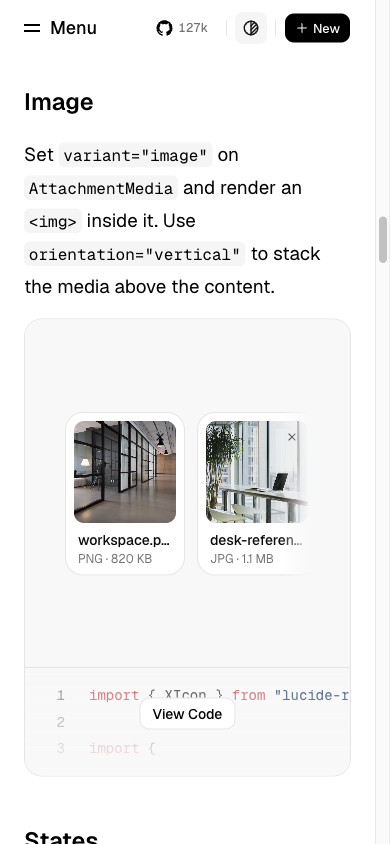 Menu
127k
+ New
Image
Set variant="image" on
AttachmentMedia and render an
<img> inside it. Use
orientation="vertical" to stack
the media above the content.
workspace.p...
PNG · 820 KB
desk-referen...
JPG · 1.1 MB
1 import { XIcon } from "lucide-r
View Code
2
3 import {
States